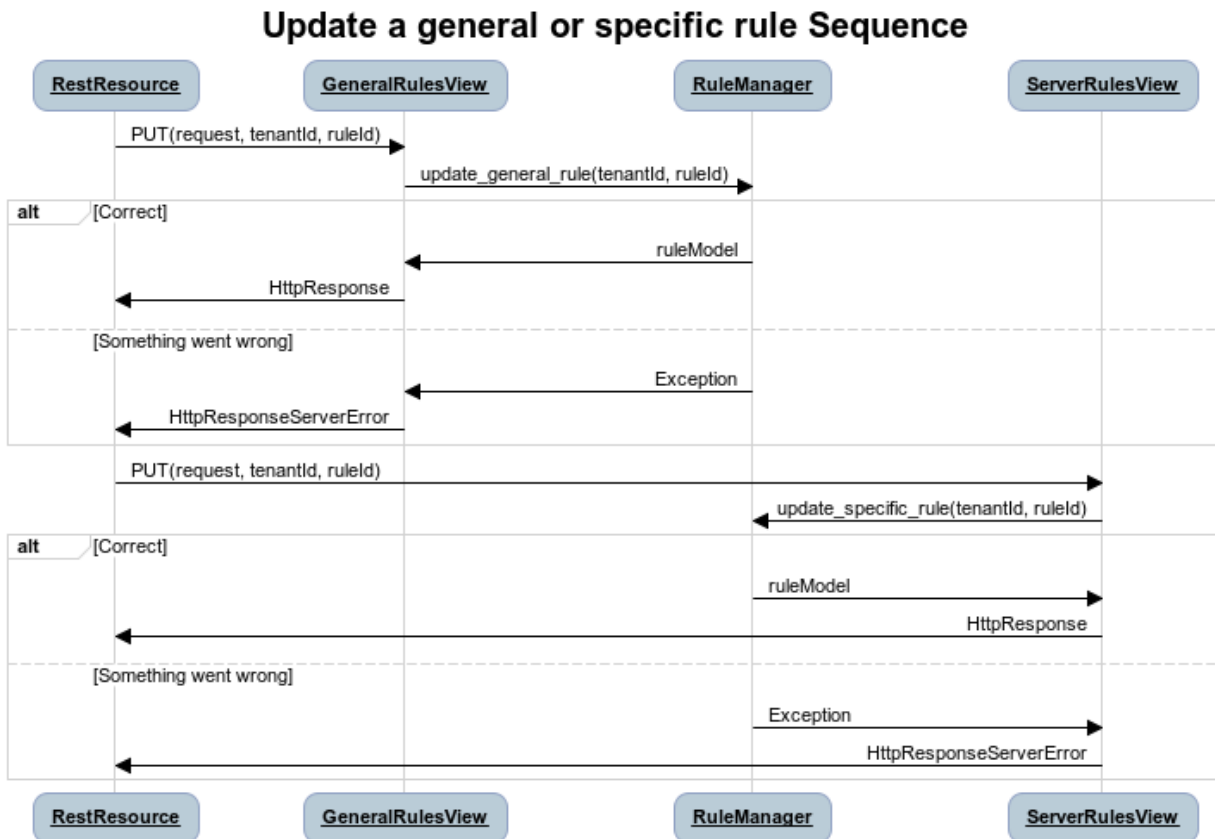 Update a general or specific rule Sequence
RestResource GeneralRulesView RuleManager ServerRulesView
PUT(request, tenantId, ruleId)
update_general_rule(tenantId, ruleId)
alt [Correct]
ruleModel
HttpResponse
[Something went wrong]
Exception
HttpResponseServerError
PUT(request, tenantId, ruleId)
update_specific_rule(tenantId, ruleId)
alt [Correct]
ruleModel
HttpResponse
[Something went wrong]
Exception
HttpResponseServerError
RestResource GeneralRulesView RuleManager ServerRulesView